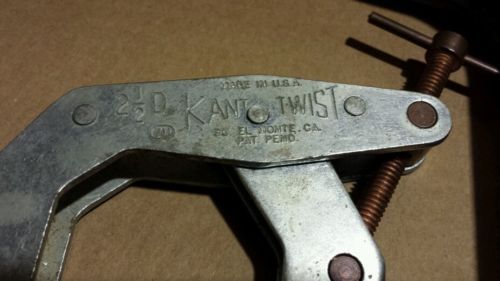 MADE IN U.S.A.
2 1/2 D. KANT TWIST
EL MONTE, CA.
PAT. PEND.